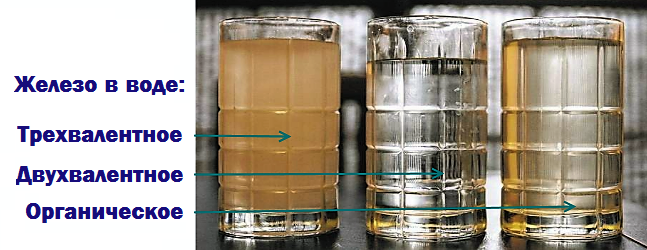 Железо в воде:
Трехвалентное
Двухвалентное
Органическое